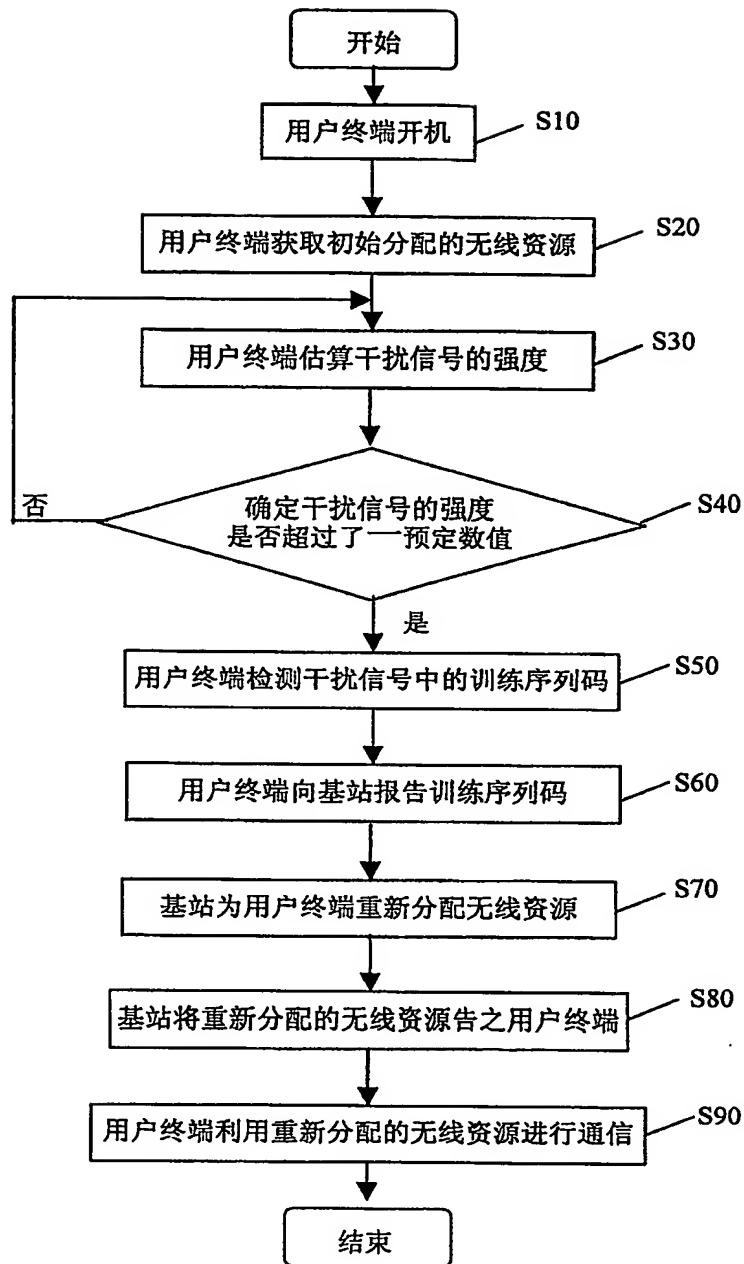 开始
用户终端开机
S10
用户终端获取初始分配的无线资源
S20
用户终端估算干扰信号的强度
S30
确定干扰信号的强度
是否超过了一预定数值
S40
否
是
用户终端检测干扰信号中的训练序列码
S50
用户终端向基站报告训练序列码
S60
基站为用户终端重新分配无线资源
S70
基站将重新分配的无线资源告之用户终端
S80
用户终端利用重新分配的无线资源进行通信
S90
结束